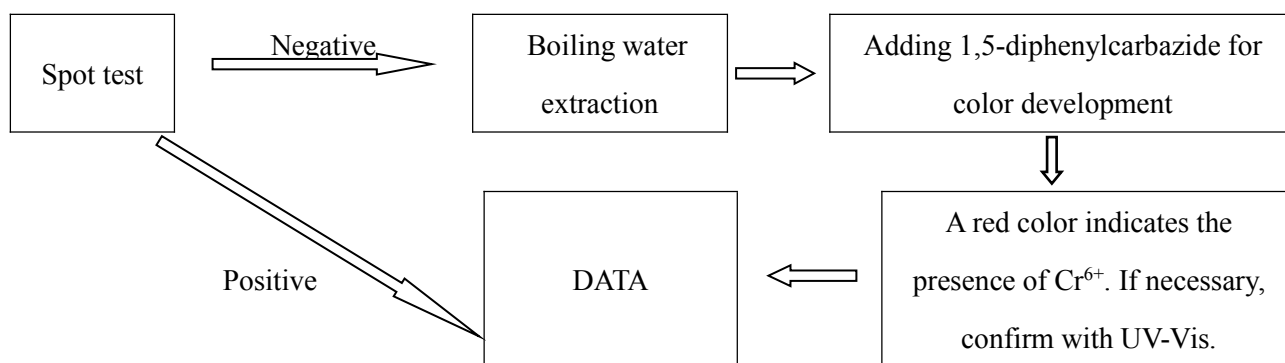 Spot test
Negative
Boiling water
extraction
Adding 1,5-diphenylcarbazide for
color development
A red color indicates the
presence of Cr⁶⁺. If necessary,
confirm with UV-Vis.
DATA
Positive